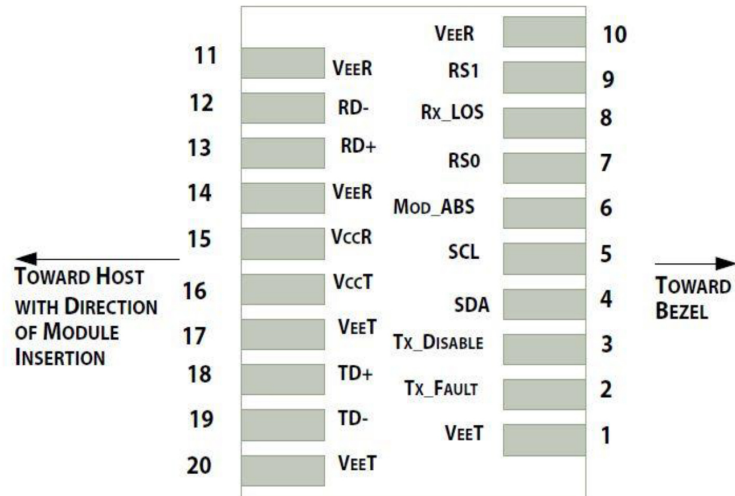 11 VEER
12 RD-
13 RD+
14 VEER
15 VCCR
16 VCCT
17 VEET
18 TD+
19 TD-
20 VEET
VEER 10
RS1 9
RX_LOS 8
RS0 7
MOD_ABS 6
SCL 5
SDA 4
TX_DISABLE 3
TX_FAULT 2
VEET 1
TOWARD HOST
WITH DIRECTION
OF MODULE
INSERTION
TOWARD
BEZEL